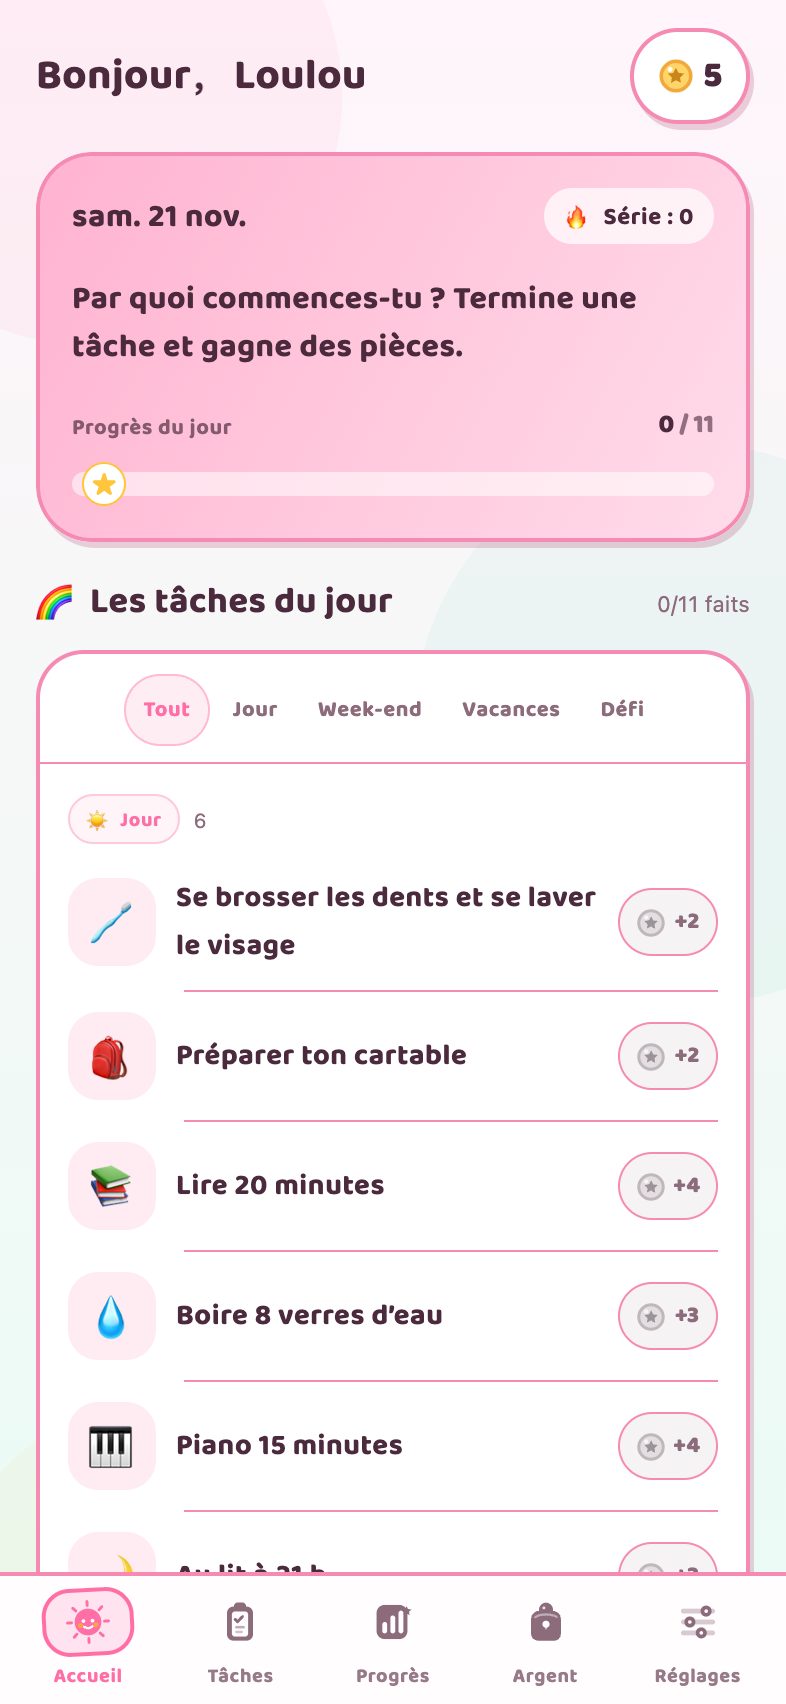 Bonjour, Loulou
5
sam. 21 nov.
Série : 0
Par quoi commences-tu ? Termine une
tâche et gagne des pièces.
Progrès du jour
0 / 11
Les tâches du jour
0/11 faits
Tout
Jour
Week-end
Vacances
Défi
Jour
6
Se brosser les dents et se laver
le visage
+2
Préparer ton cartable
+2
Lire 20 minutes
+4
Boire 8 verres d’eau
+3
Piano 15 minutes
+4
Au lit à 21 h
Accueil
Tâches
Progrès
Argent
Réglages